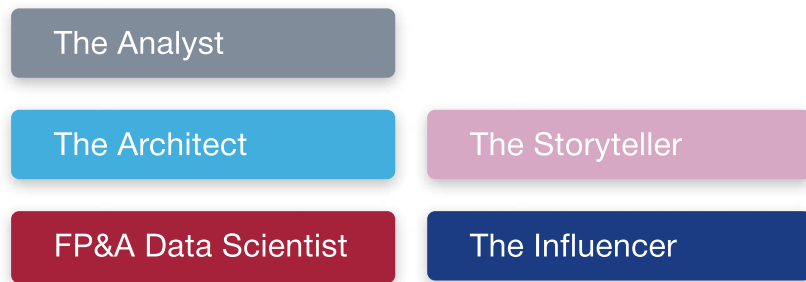 The Analyst
The Architect
The Storyteller
FP&A Data Scientist
The Influencer